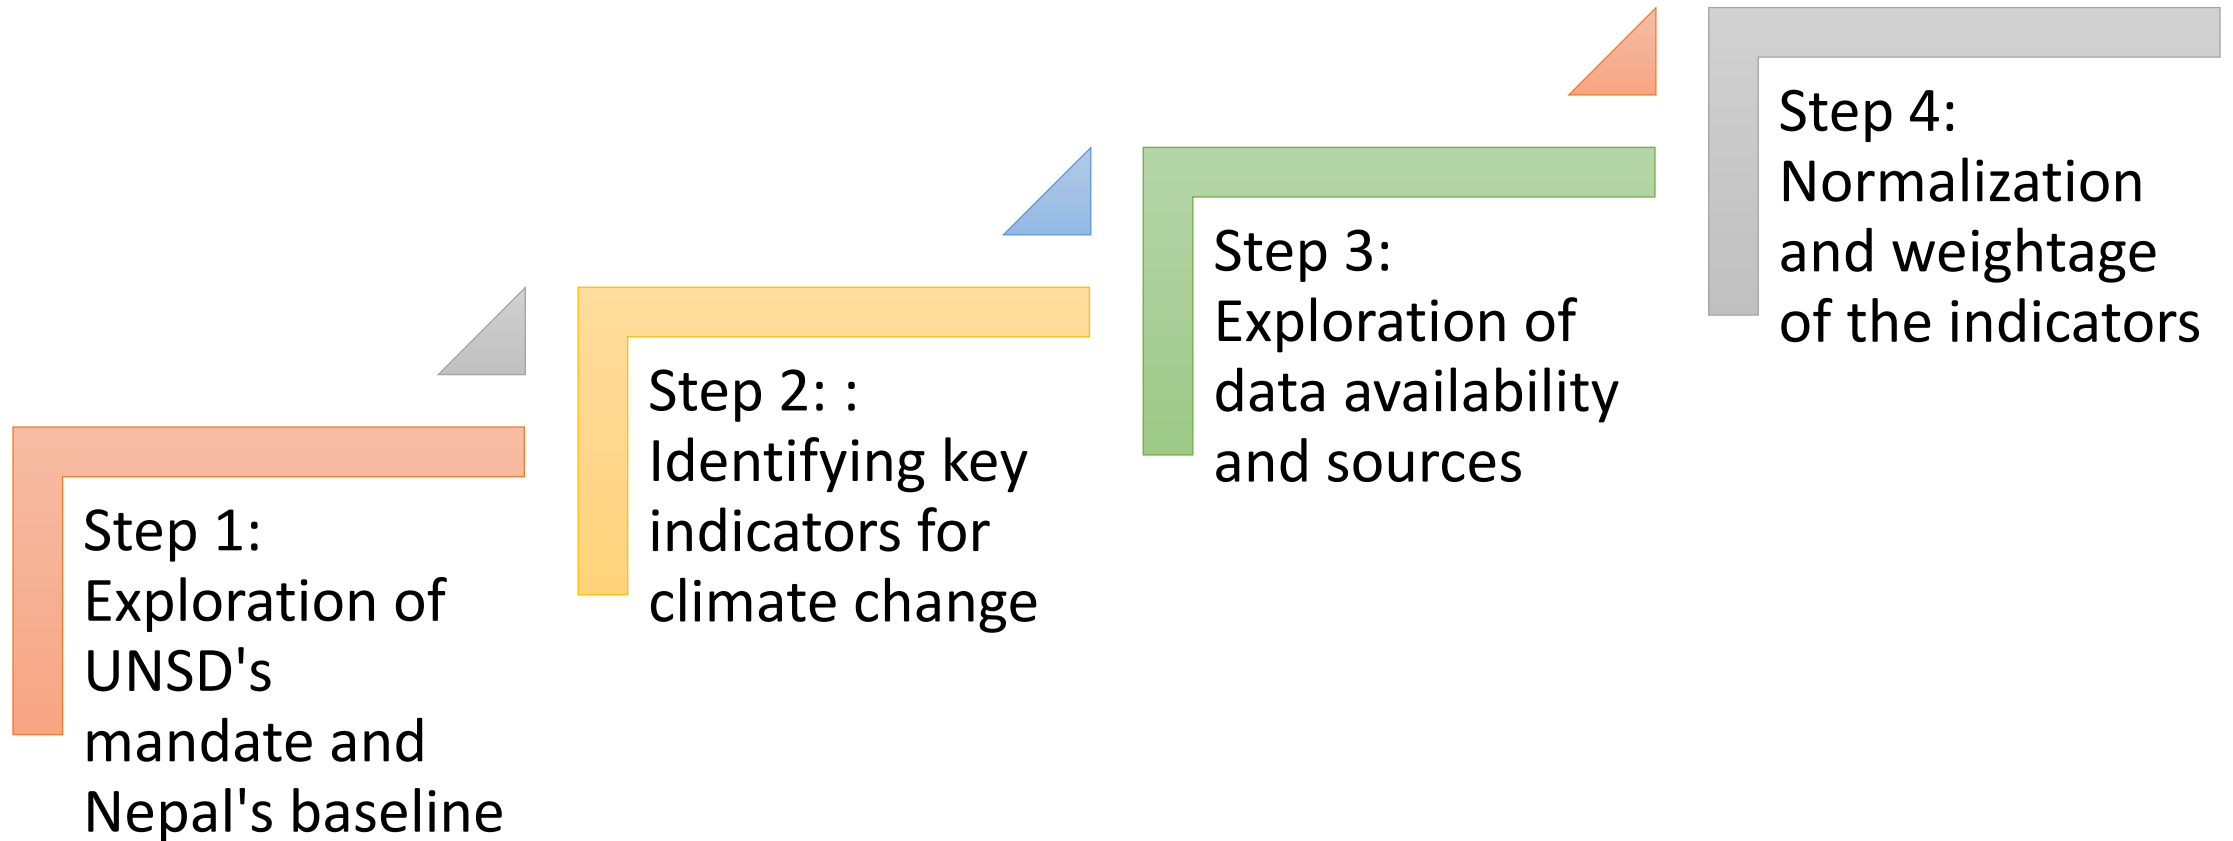 Step 1:
Exploration of
UNSD's
mandate and
Nepal's baseline
Step 2: :
Identifying key
indicators for
climate change
Step 3:
Exploration of
data availability
and sources
Step 4:
Normalization
and weightage
of the indicators